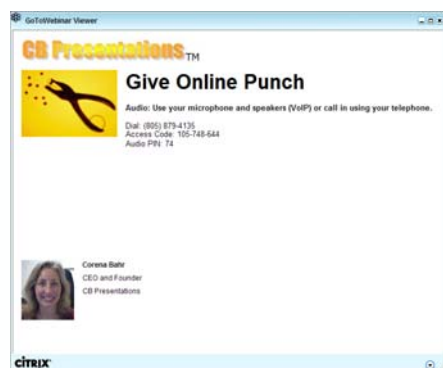 GoToWebinar Viewer
CB Presentations™
Give Online Punch
Audio: Use your microphone and speakers (VoIP) or call in using your telephone.
Dial: (805) 879-4135
Access Code: 105-748-644
Audio PIN: 74
Corena Bahr
CEO and Founder
CB Presentations
CİTRIX